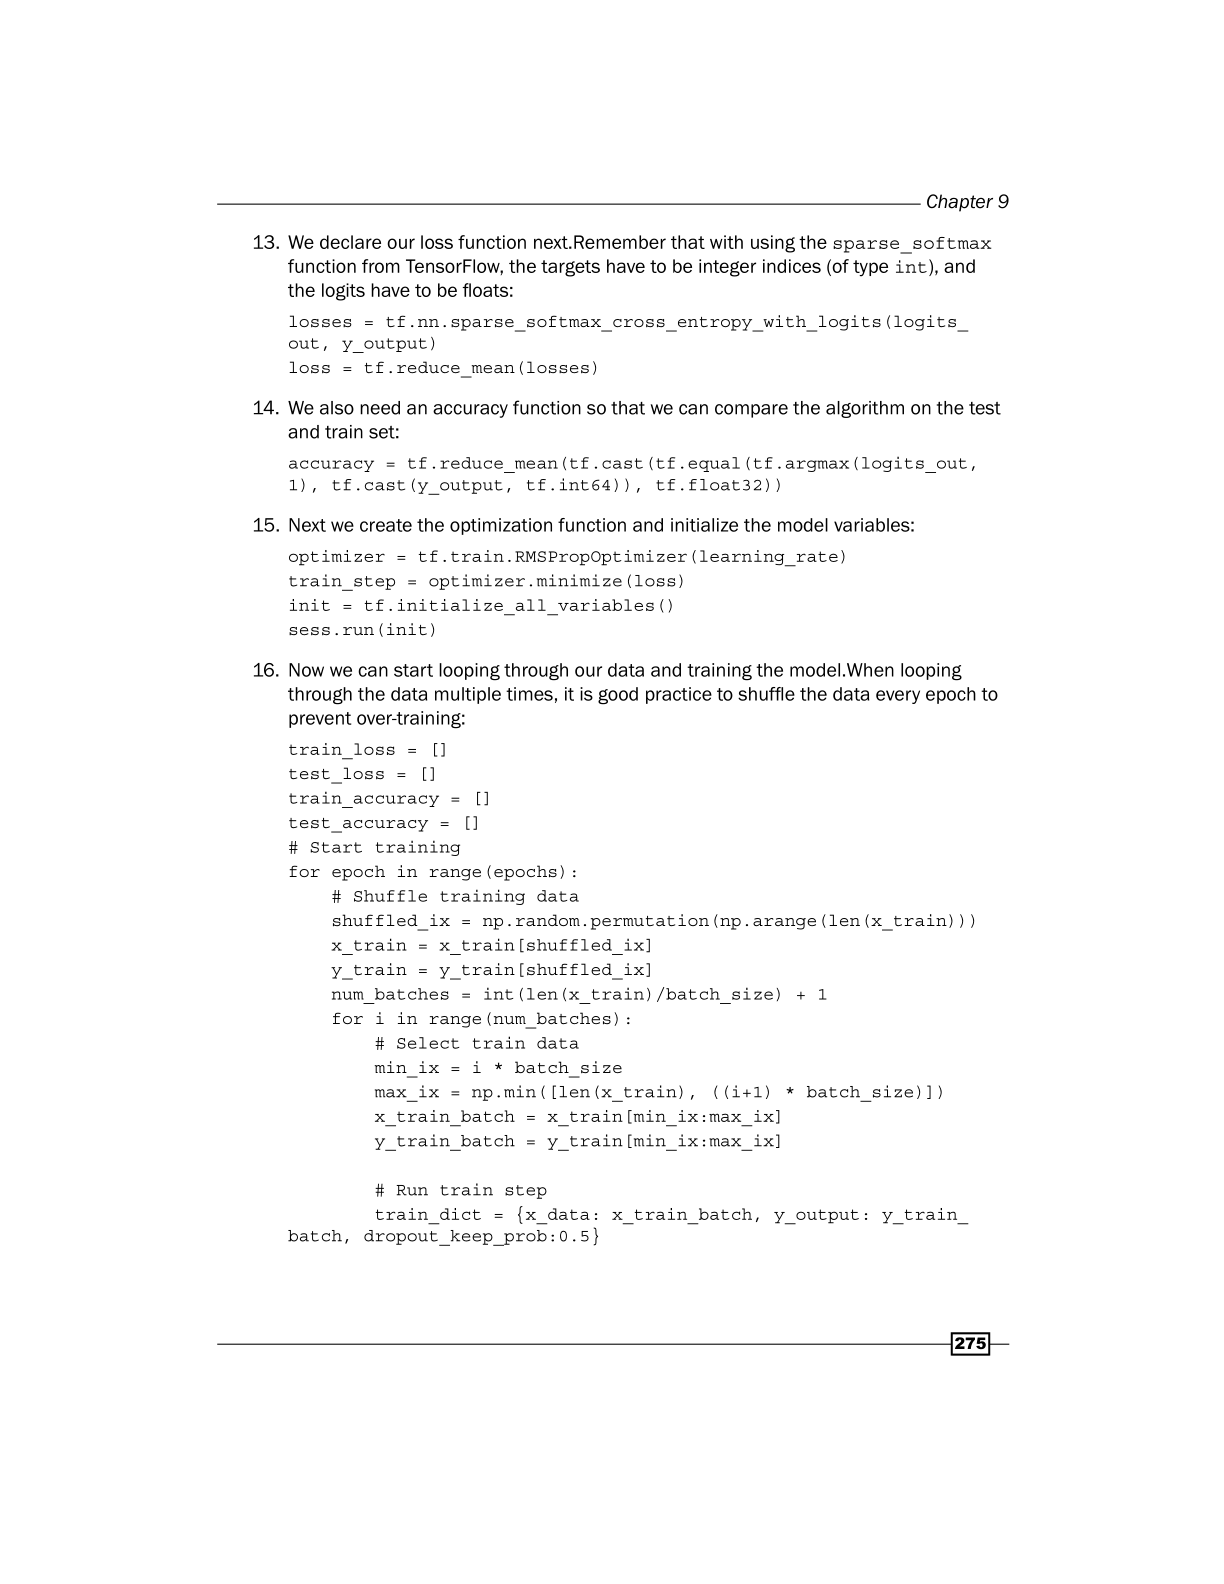 Chapter 9
13. We declare our loss function next.Remember that with using the sparse_softmax
function from TensorFlow, the targets have to be integer indices (of type int), and
the logits have to be floats:
losses = tf.nn.sparse_softmax_cross_entropy_with_logits(logits_
out, y_output)
loss = tf.reduce_mean(losses)
14. We also need an accuracy function so that we can compare the algorithm on the test
and train set:
accuracy = tf.reduce_mean(tf.cast(tf.equal(tf.argmax(logits_out,
1), tf.cast(y_output, tf.int64)), tf.float32))
15. Next we create the optimization function and initialize the model variables:
optimizer = tf.train.RMSPropOptimizer(learning_rate)
train_step = optimizer.minimize(loss)
init = tf.initialize_all_variables()
sess.run(init)
16. Now we can start looping through our data and training the model.When looping
through the data multiple times, it is good practice to shuffle the data every epoch to
prevent over-training:
train_loss = []
test_loss = []
train_accuracy = []
test_accuracy = []
# Start training
for epoch in range(epochs):
    # Shuffle training data
    shuffled_ix = np.random.permutation(np.arange(len(x_train)))
    x_train = x_train[shuffled_ix]
    y_train = y_train[shuffled_ix]
    num_batches = int(len(x_train)/batch_size) + 1
    for i in range(num_batches):
        # Select train data
        min_ix = i * batch_size
        max_ix = np.min([len(x_train), ((i+1) * batch_size)])
        x_train_batch = x_train[min_ix:max_ix]
        y_train_batch = y_train[min_ix:max_ix]
        # Run train step
        train_dict = {x_data: x_train_batch, y_output: y_train_
batch, dropout_keep_prob:0.5}
275